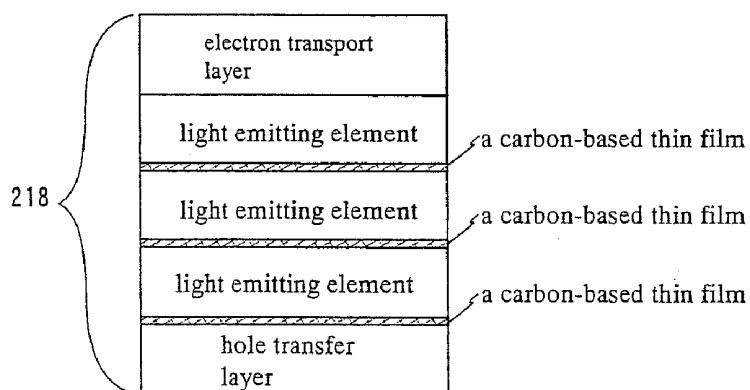 electron transport
layer
light emitting element
a carbon-based thin film
218
light emitting element
a carbon-based thin film
light emitting element
a carbon-based thin film
hole transfer
layer